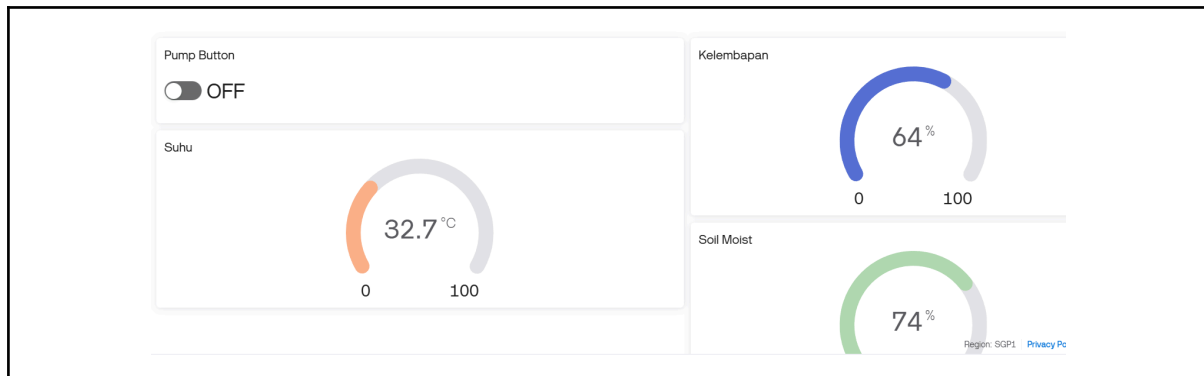 Pump Button
OFF
Suhu
32.7 °C
0 100
Kelembapan
64 %
0 100
Soil Moist
74 %
Region: SGP1 Privacy Po